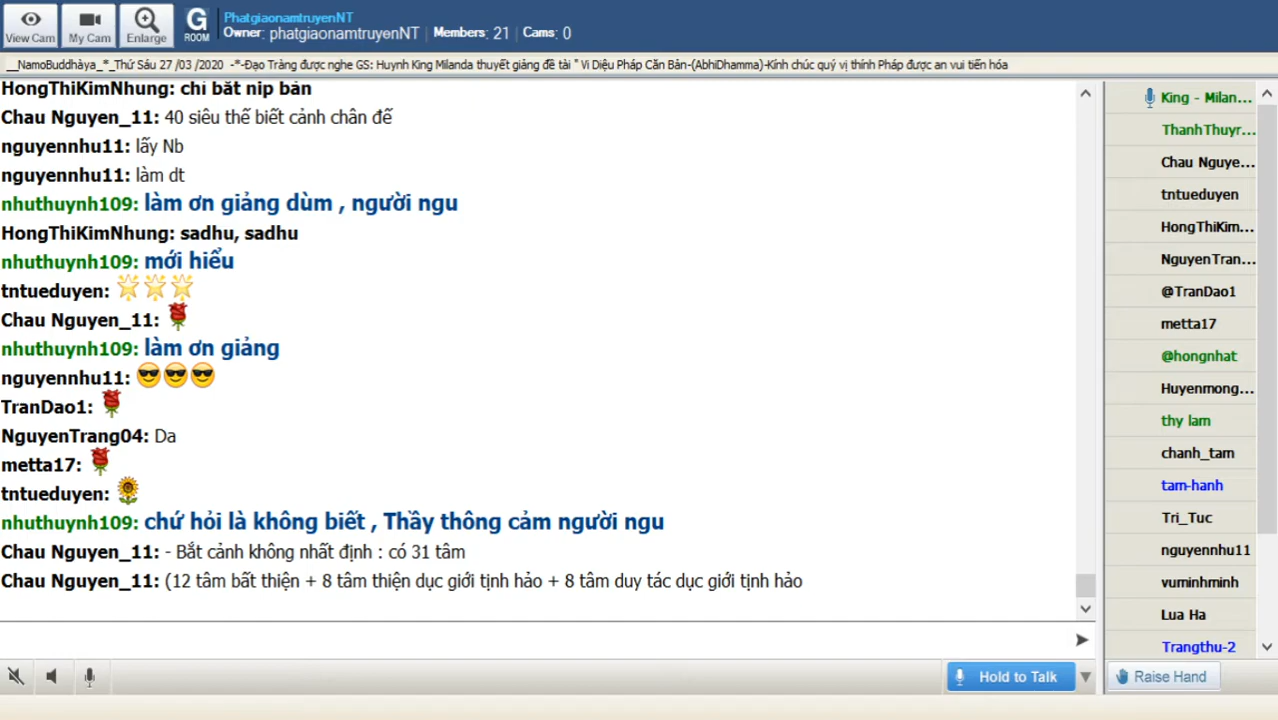 View Cam
My Cam
Enlarge
G
ROOM
PhatgiaonamtruyenNT
Owner: phatgiaonamtruyenNT | Members: 21 | Cams: 0
__NamoBuddhàya_*_Thứ Sáu 27 /03 /2020 -*-Đạo Tràng được nghe GS: Huynh King Milanda thuyết giảng đề tài " Vi Diệu Pháp Căn Bản-(AbhiDhamma)-Kính chúc quý vị thính Pháp được an vui tiến hóa
HongThiKimNhung: chi bắt níp bàn
Chau Nguyen_11: 40 siêu thế biết cảnh chân đế
nguyennhu11: lấy Nb
nguyennhu11: làm dt
nhuthuynh109: làm ơn giảng dùm , người ngu
HongThiKimNhung: sadhu, sadhu
nhuthuynh109: mới hiểu
tntueduyen:
Chau Nguyen_11:
nhuthuynh109: làm ơn giảng
nguyennhu11:
TranDao1:
NguyenTrang04: Da
metta17:
tntueduyen:
nhuthuynh109: chứ hỏi là không biết , Thầy thông cảm người ngu
Chau Nguyen_11: - Bắt cảnh không nhất định : có 31 tâm
Chau Nguyen_11: (12 tâm bất thiện + 8 tâm thiện dục giới tịnh hảo + 8 tâm duy tác dục giới tịnh hảo
King - Milan...
ThanhThuyr...
Chau Nguye...
tntueduyen
HongThiKim...
NguyenTran...
@TranDao1
metta17
@hongnhat
Huyenmong...
thy lam
chanh_tam
tam-hanh
Tri_Tuc
nguyennhu11
vuminhminh
Lua Ha
Trangthu-2
Hold to Talk
Raise Hand